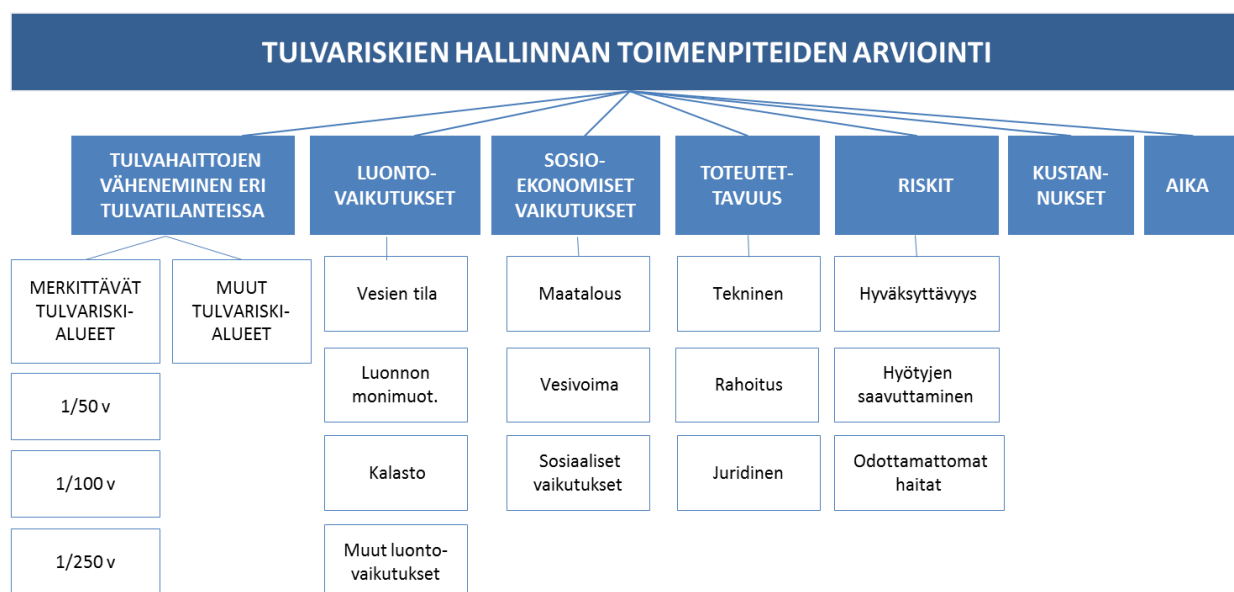 TULVARISKIEN HALLINNAN TOIMENPITEIDEN ARVIOINTI
TULVAHAITTOJEN
VÄHENEMINEN ERI
TULVATILANTEISSA
LUONTO-
VAIKUTUKSET
SOSIO-
EKONOMISET
VAIKUTUKSET
TOTEUTET-
TAVUUS
RISKIT
KUSTAN-
NUKSET
AIKA
MERKITTÄVÄT
TULVARISKI-
ALUEET
MUUT
TULVARISKI-
ALUEET
Vesien tila
Maatalous
Tekninen
Hyväksyttävyys
1/50 v
Luonnon
monimuot.
Vesivoima
Rahoitus
Hyötyjen
saavuttaminen
1/100 v
Kalasto
Sosiaaliset
vaikutukset
Juridinen
Odottamattomat
haitat
1/250 v
Muut luonto-
vaikutukset